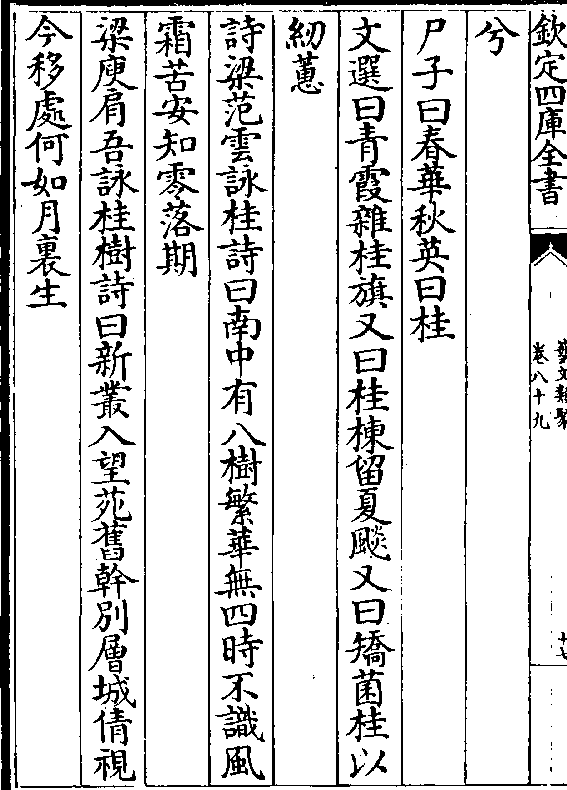 欽定四庫全書
藝文類聚
卷八十九
十七
兮
尸子曰春華秋英曰桂
文選曰青霞雜桂旗又曰桂棟留夏飈又曰矯菌桂以
紉蕙
詩梁范雲詠桂詩曰南中有八樹繁華無四時不識風
霜苦安知零落期
梁庾肩吾詠桂樹詩曰新叢入望苑舊幹別層城倩視
今移處何如月裏生